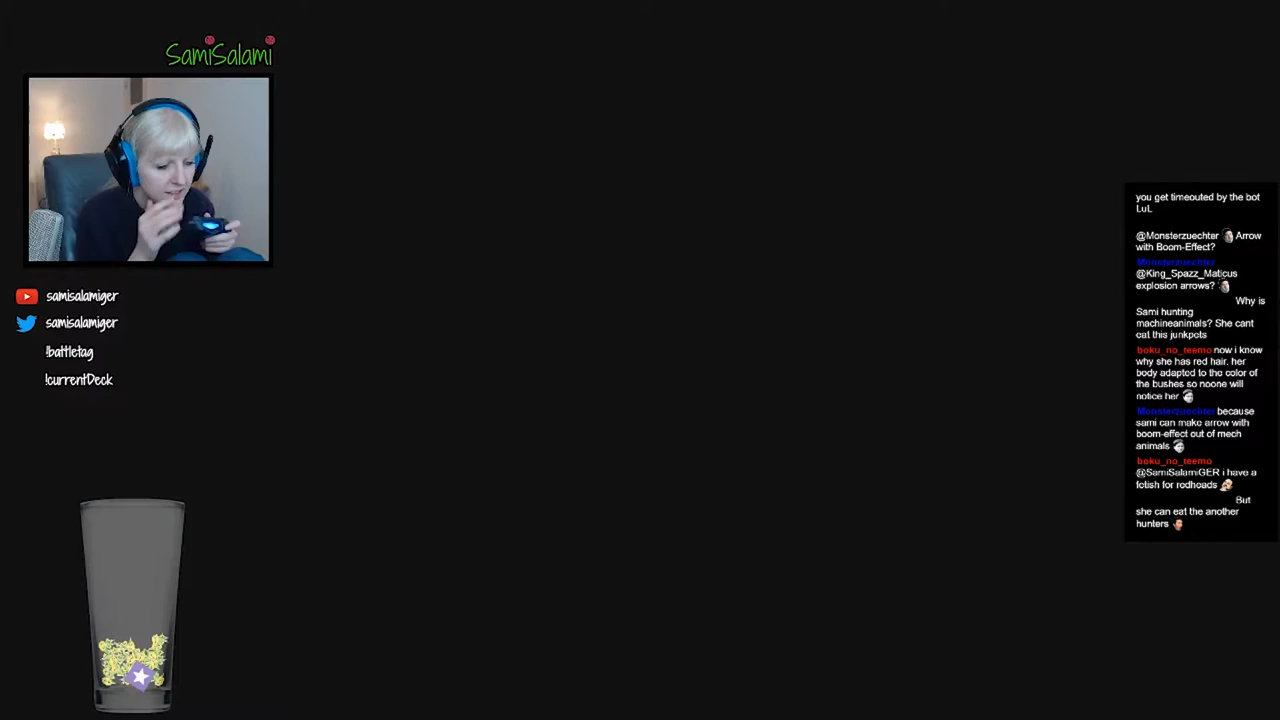 SamiSalami
samisalamiger
samisalamiger
!battletag
!currentDeck
you get timeouted by the bot
LuL
@Monsterzuechter Arrow
with Boom-Effect?
Monsterzuechter
@King_Spazz_Maticus
explosion arrows?
Why is
Sami hunting
machineanimals? She cant
eat this junkpots
boku_no_teemo now i know
why she has red hair. her
body adapted to the color of
the bushes so noone will
notice her
Monsterzuechter because
sami can make arrow with
boom-effect out of mech
animals
boku_no_teemo
@SamiSalamiGER i have a
fetish for redheads
But
she can eat the another
hunters